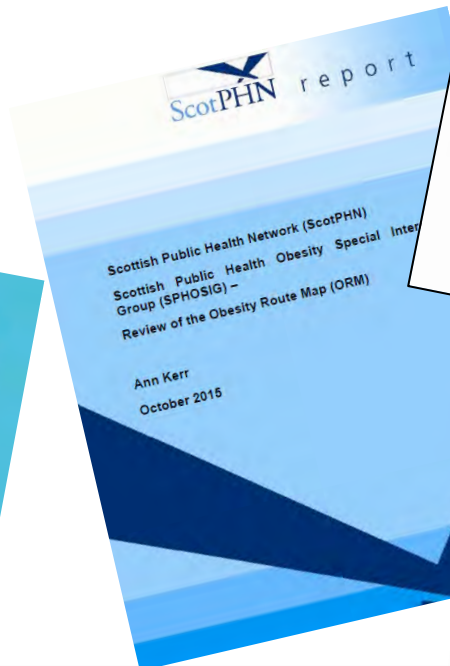 ScotPHN report
Scottish Public Health Network (ScotPHN)
Scottish Public Health Obesity Special Inter
Group (SPHOSIG) –
Review of the Obesity Route Map (ORM)
Ann Kerr
October 2015